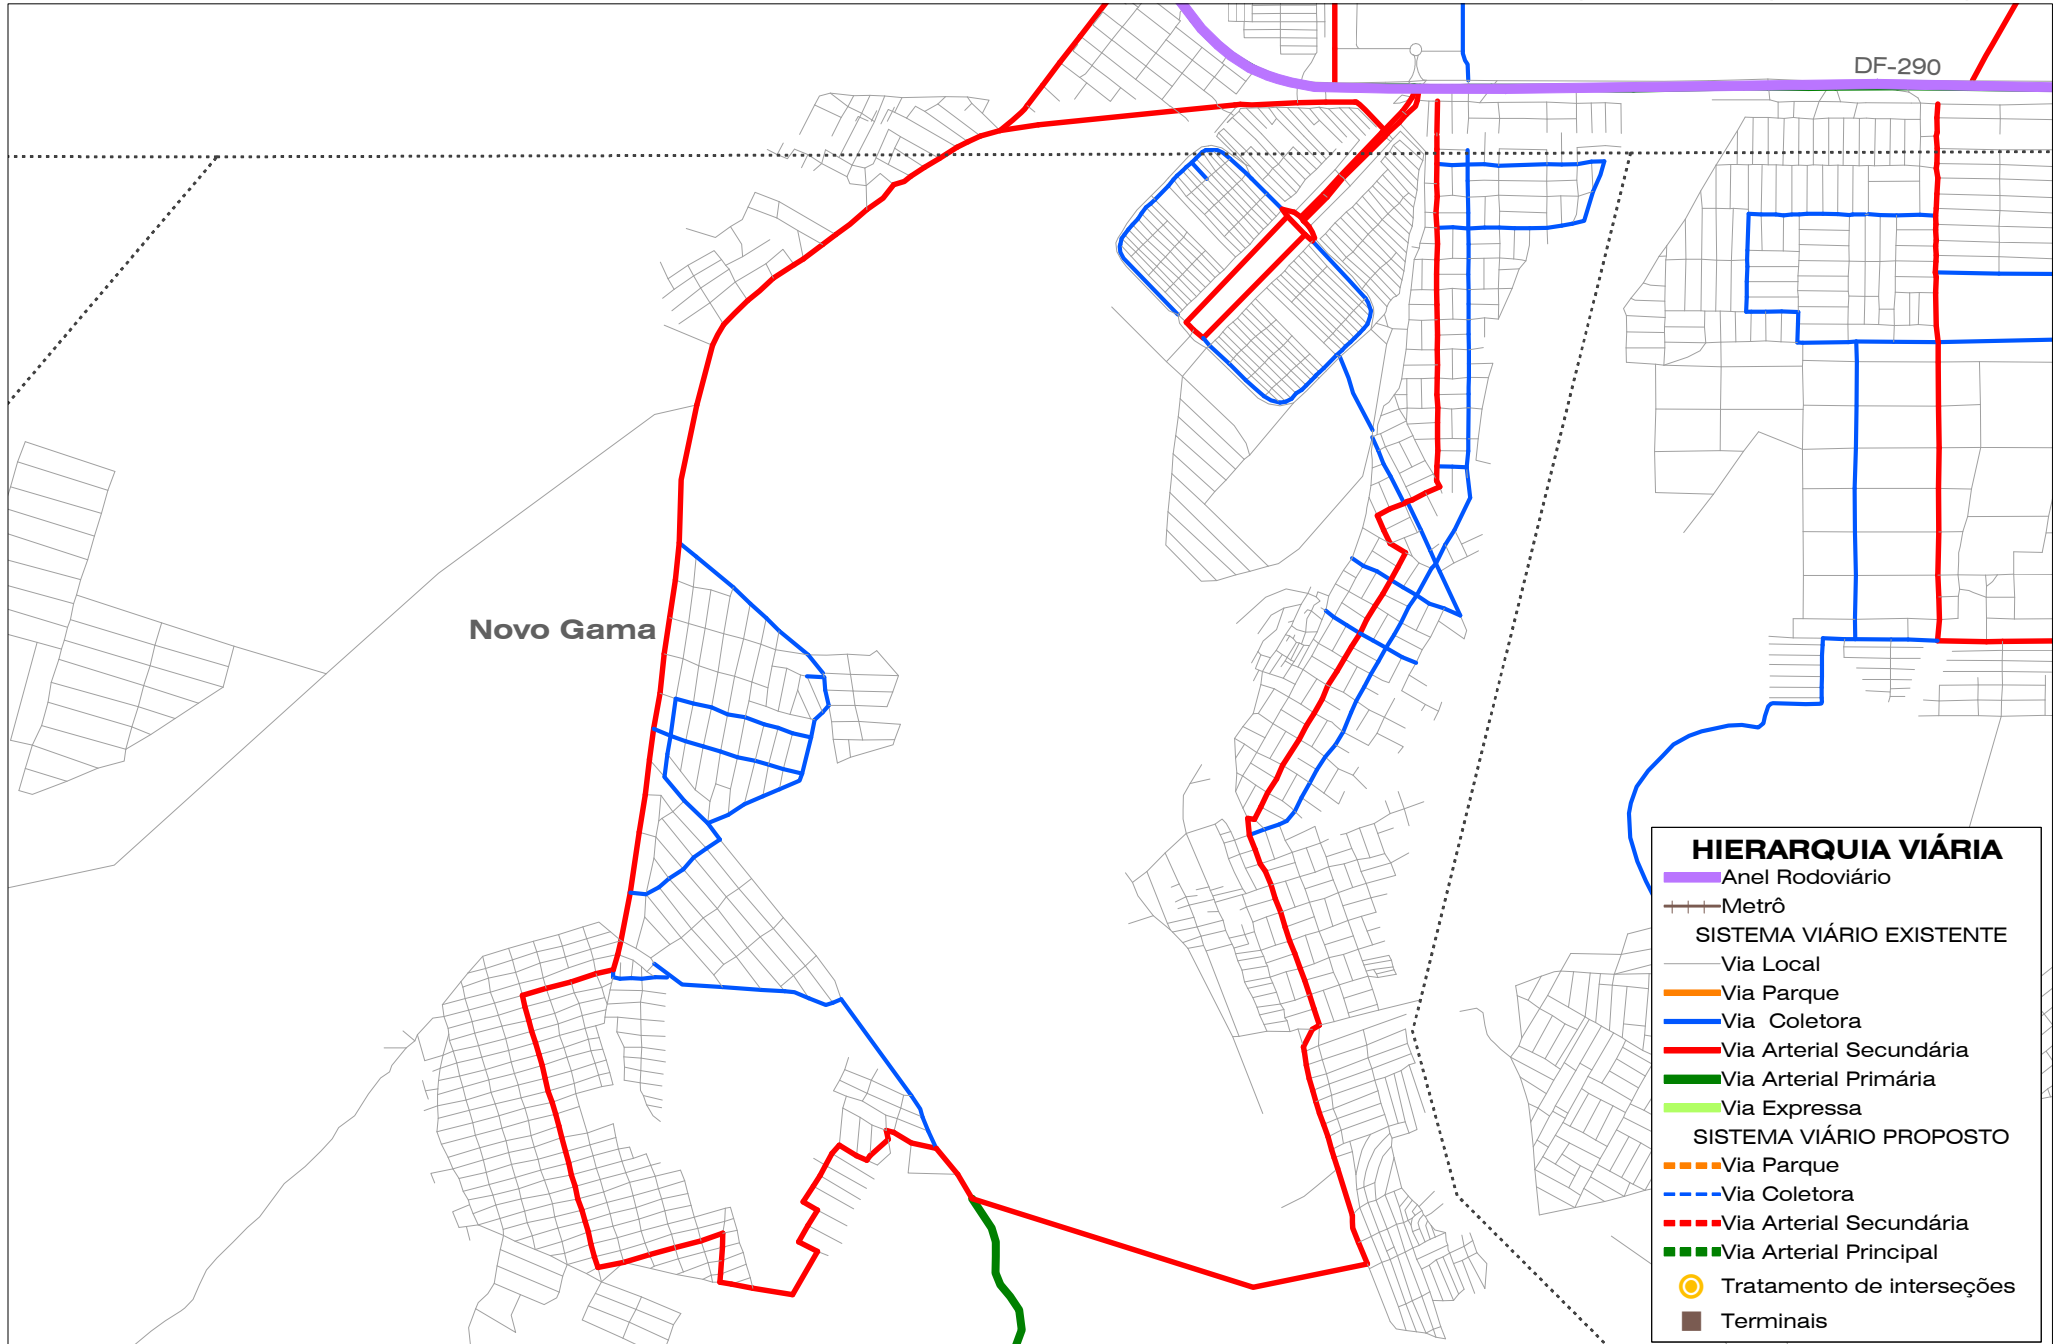 DF-290
Novo Gama
HIERARQUIA VIÁRIA
Anel Rodoviário
Metrô
SISTEMA VIÁRIO EXISTENTE
Via Local
Via Parque
Via Coletora
Via Arterial Secundária
Via Arterial Primária
Via Expressa
SISTEMA VIÁRIO PROPOSTO
Via Parque
Via Coletora
Via Arterial Secundária
Via Arterial Principal
Tratamento de interseções
Terminais